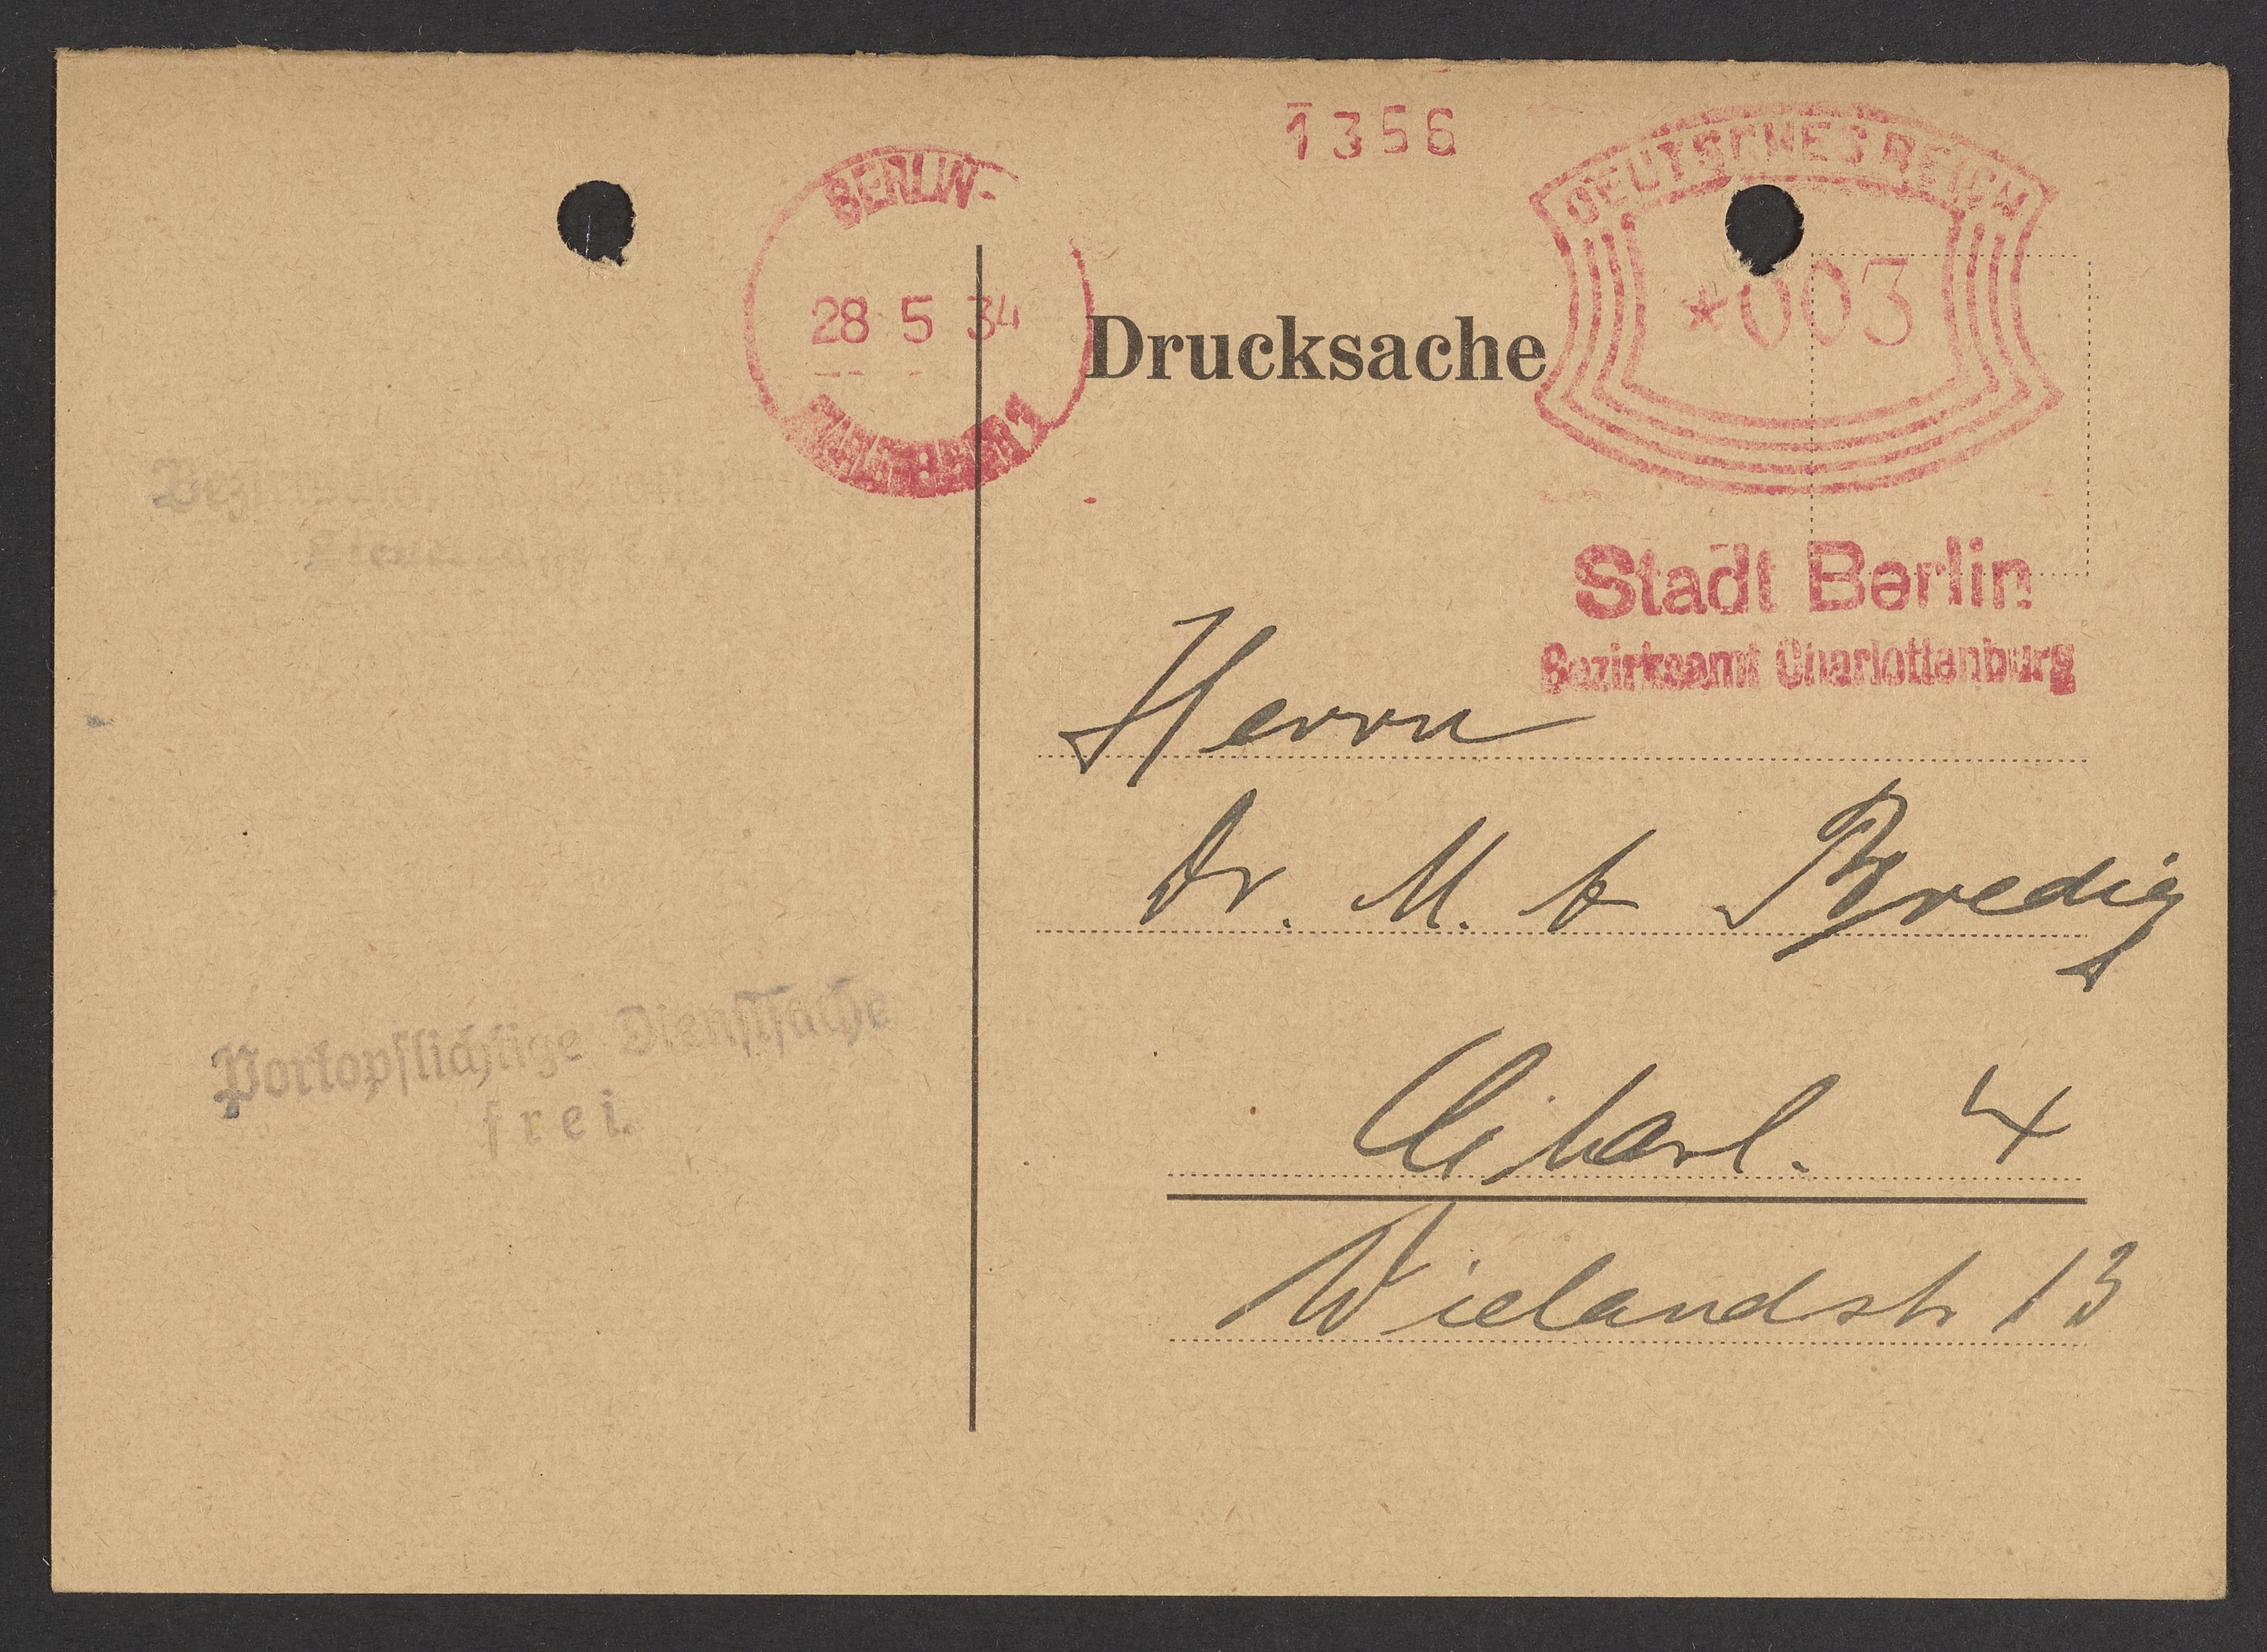 1356
BERLIN-
DEUTSCHES REICH
28 5 34
*003
Drucksache
Stadt Berlin
Bezirksamt Charlottenburg
Herrn
Dr. M. A Bredig
Portopflichtige Dienstsache
frei.
Charl. 4
Wielandstr 13